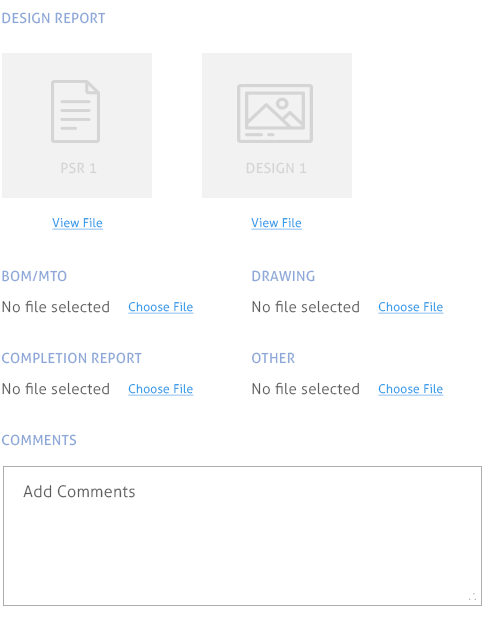 DESIGN REPORT
PSR 1
DESIGN 1
View File
View File
BOM/MTO
DRAWING
No file selected Choose File
No file selected Choose File
COMPLETION REPORT
OTHER
No file selected Choose File
No file selected Choose File
COMMENTS
Add Comments